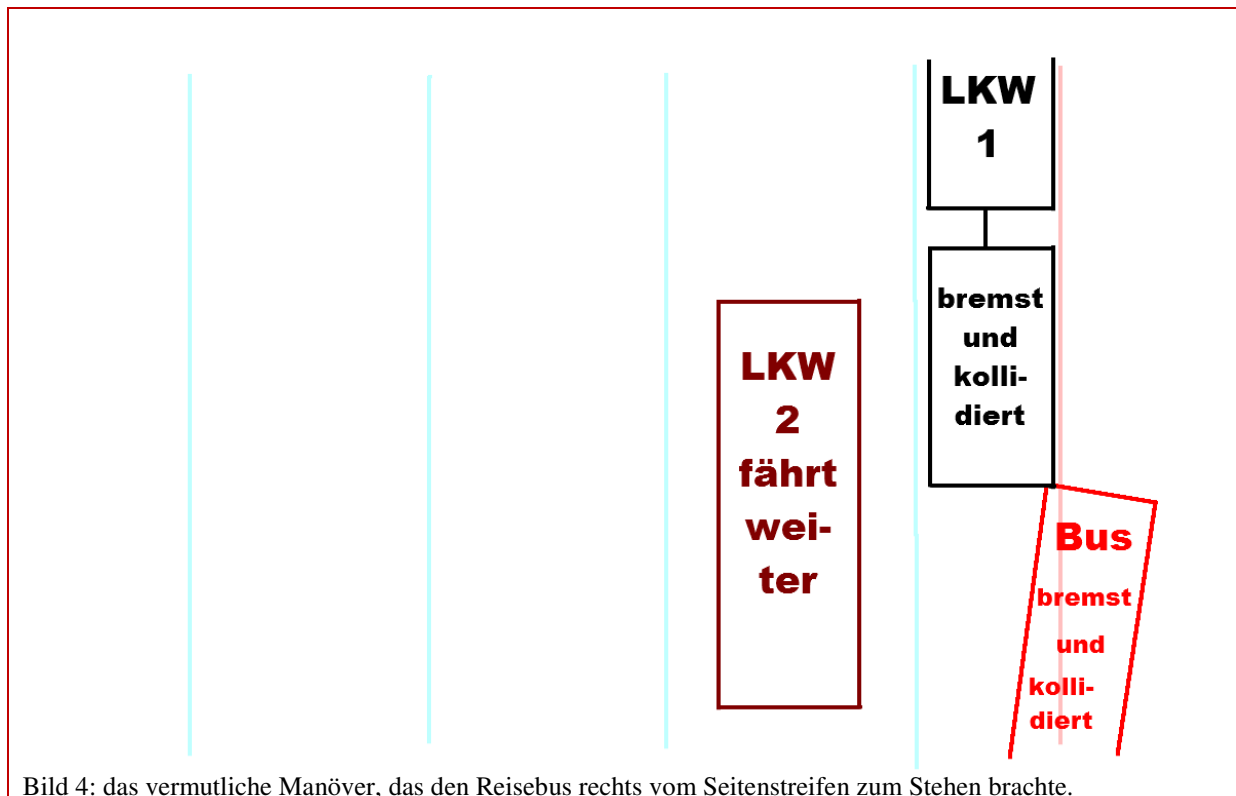 LKW
1
bremst
und
kolli-
diert
LKW
2
fährt
wei-
ter
Bus
bremst
und
kolli-
diert
Bild 4: das vermutliche Manöver, das den Reisebus rechts vom Seitenstreifen zum Stehen brachte.